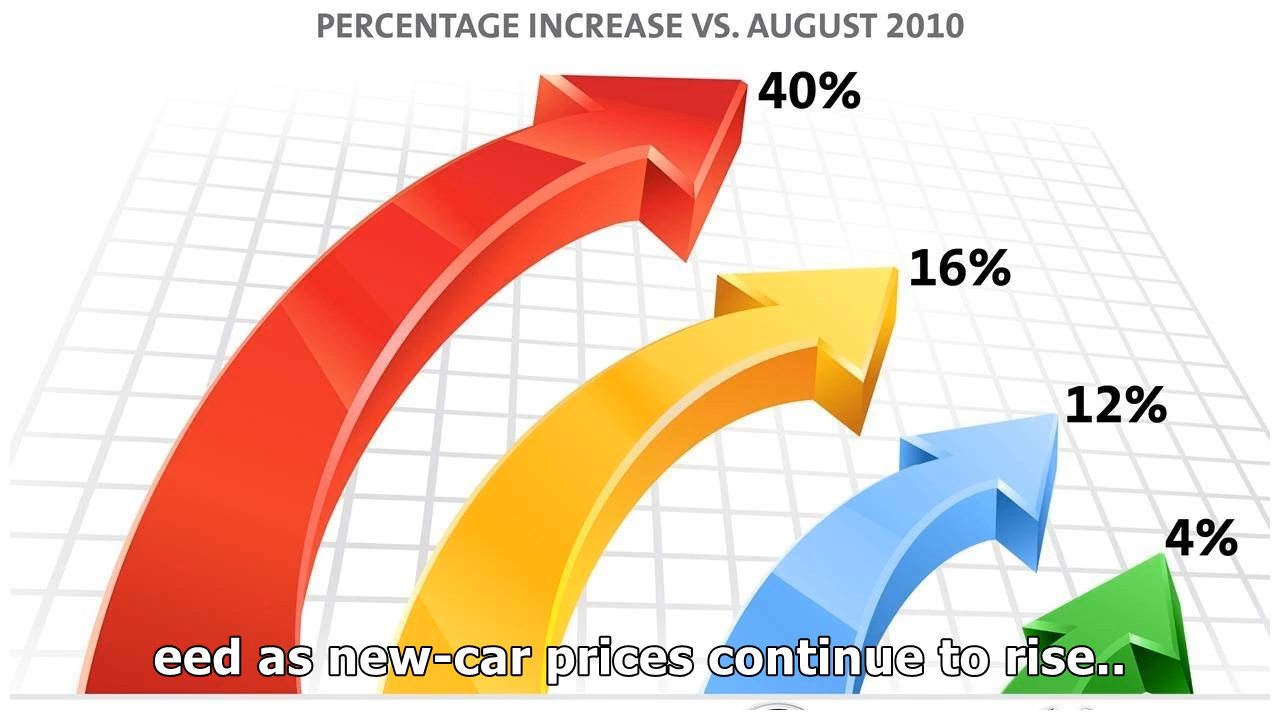 PERCENTAGE INCREASE VS. AUGUST 2010
40%
16%
12%
4%
eed as new-car prices continue to rise..